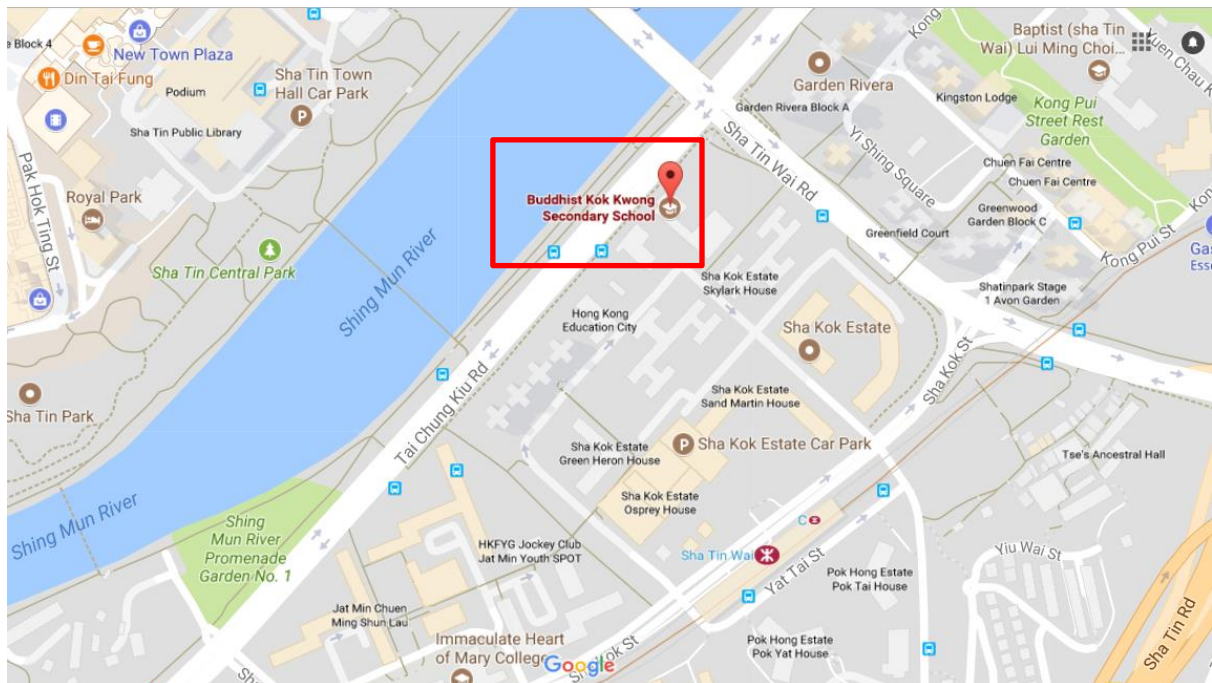 e Block 4
New Town Plaza
Din Tai Fung
Podium
Sha Tin Town
Hall Car Park
Sha Tin Public Library
Pak Hok Ting St
Royal Park
Sha Tin Central Park
Shing Mun River
Sha Tin Park
Shing Mun River
Shing
Mun River
Promenade
Garden No. 1
Buddhist Kok Kwong
Secondary School
Tai Chung Kiu Rd
Hong Kong
Education City
Sha Kok Estate
Skylark House
Sha Kok Estate
Sha Kok Estate
Sand Martin House
Sha Kok Estate Car Park
Sha Kok Estate
Green Heron House
Sha Kok Estate
Osprey House
HKFYG Jockey Club
Jat Min Youth SPOT
Jat Min Chuen
Ming Shun Lau
Immaculate Heart
of Mary College
Google
Sha Tin Wai
C
Yat Tai St
Pok Hong Estate
Pok Tai House
Pok Hong Estate
Pok Yat House
Yiu Wai St
Sha Tin Rd
Tse's Ancestral Hall
Sha Kok St
Sha Tin Wai Rd
Garden Rivera
Garden Rivera Block A
Yi Shing Square
Greenfield Court
Kingston Lodge
Baptist (sha Tin
Wai) Lui Ming Choi...
Kong Pui
Street Rest
Garden
Chuen Fai Centre
Chuen Fai Centre
Greenwood
Garden Block C
Kong Pui St
Shatinpark Stage
1 Avon Garden
Gas
Esse
Kong
Kon